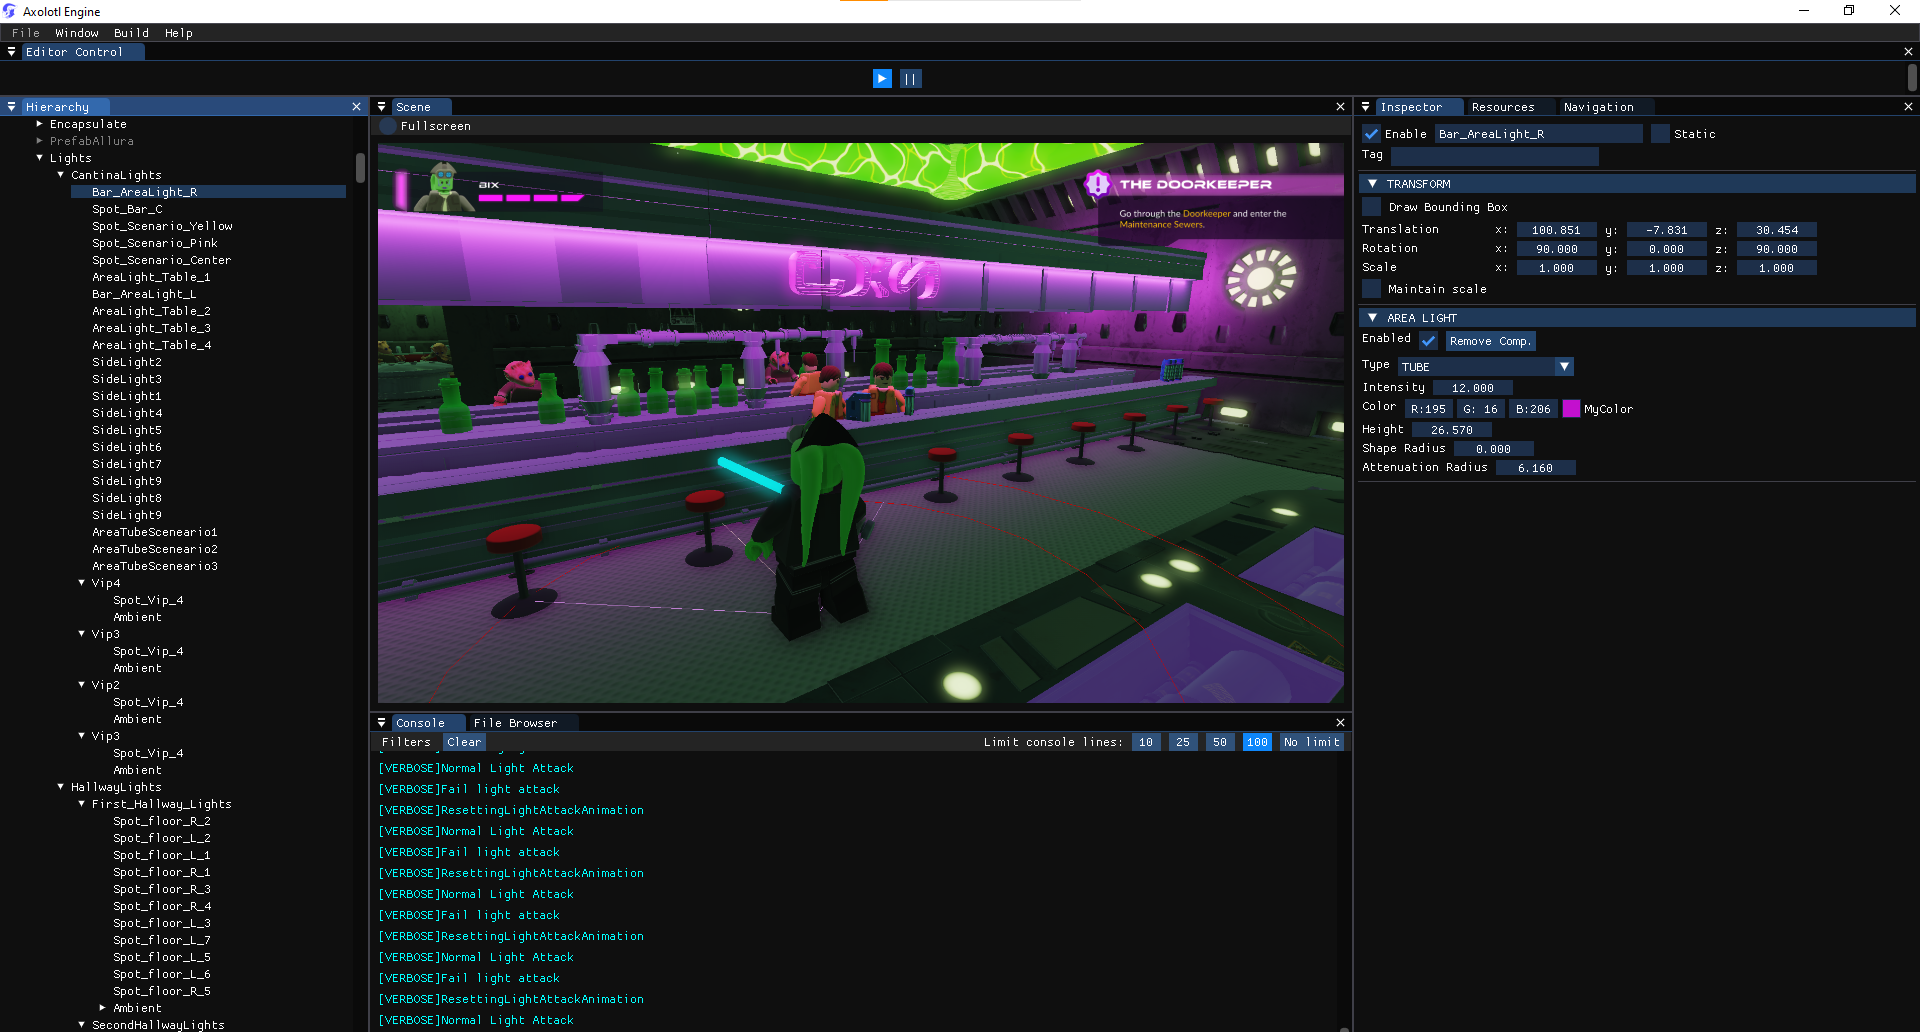 Axolotl Engine
File Window Build Help
Editor Control
Hierarchy
Encapsulate
PrefabAllura
Lights
CantinaLights
Bar_AreaLight_R
Spot_Bar_C
Spot_Scenario_Yellow
Spot_Scenario_Pink
Spot_Scenario_Center
AreaLight_Table_1
Bar_AreaLight_L
AreaLight_Table_2
AreaLight_Table_3
AreaLight_Table_4
SideLight2
SideLight3
SideLight1
SideLight4
SideLight5
SideLight6
SideLight7
SideLight9
SideLight8
SideLight9
AreaTubeSceneario1
AreaTubeSceneario2
AreaTubeSceneario3
Vip4
Spot_Vip_4
Ambient
Vip3
Spot_Vip_4
Ambient
Vip2
Spot_Vip_4
Ambient
Vip3
Spot_Vip_4
Ambient
HallwayLights
First_Hallway_Lights
Spot_floor_R_2
Spot_floor_L_2
Spot_floor_L_1
Spot_floor_R_1
Spot_floor_R_3
Spot_floor_R_4
Spot_floor_L_3
Spot_floor_L_7
Spot_floor_L_5
Spot_floor_L_6
Spot_floor_R_5
Ambient
SecondHallwayLights
Scene
Fullscreen
BIX
THE DOORKEEPER
Go through the Doorkeeper and enter the
Maintenance Sewers.
Console File Browser
Filters Clear Limit console lines: 10 25 50 100 No limit
[VERBOSE]Normal Light Attack
[VERBOSE]Fail light attack
[VERBOSE]ResettingLightAttackAnimation
[VERBOSE]Normal Light Attack
[VERBOSE]Fail light attack
[VERBOSE]ResettingLightAttackAnimation
[VERBOSE]Normal Light Attack
[VERBOSE]Fail light attack
[VERBOSE]ResettingLightAttackAnimation
[VERBOSE]Normal Light Attack
[VERBOSE]Fail light attack
[VERBOSE]ResettingLightAttackAnimation
[VERBOSE]Normal Light Attack
Inspector Resources Navigation
Enable Bar_AreaLight_R Static
Tag
TRANSFORM
Draw Bounding Box
Translation x: 100.851 y: -7.831 z: 30.454
Rotation x: 90.000 y: 0.000 z: 90.000
Scale x: 1.000 y: 1.000 z: 1.000
Maintain scale
AREA LIGHT
Enabled Remove Comp.
Type TUBE
Intensity 12.000
Color R:195 G: 16 B:206 MyColor
Height 26.570
Shape Radius 0.000
Attenuation Radius 6.160